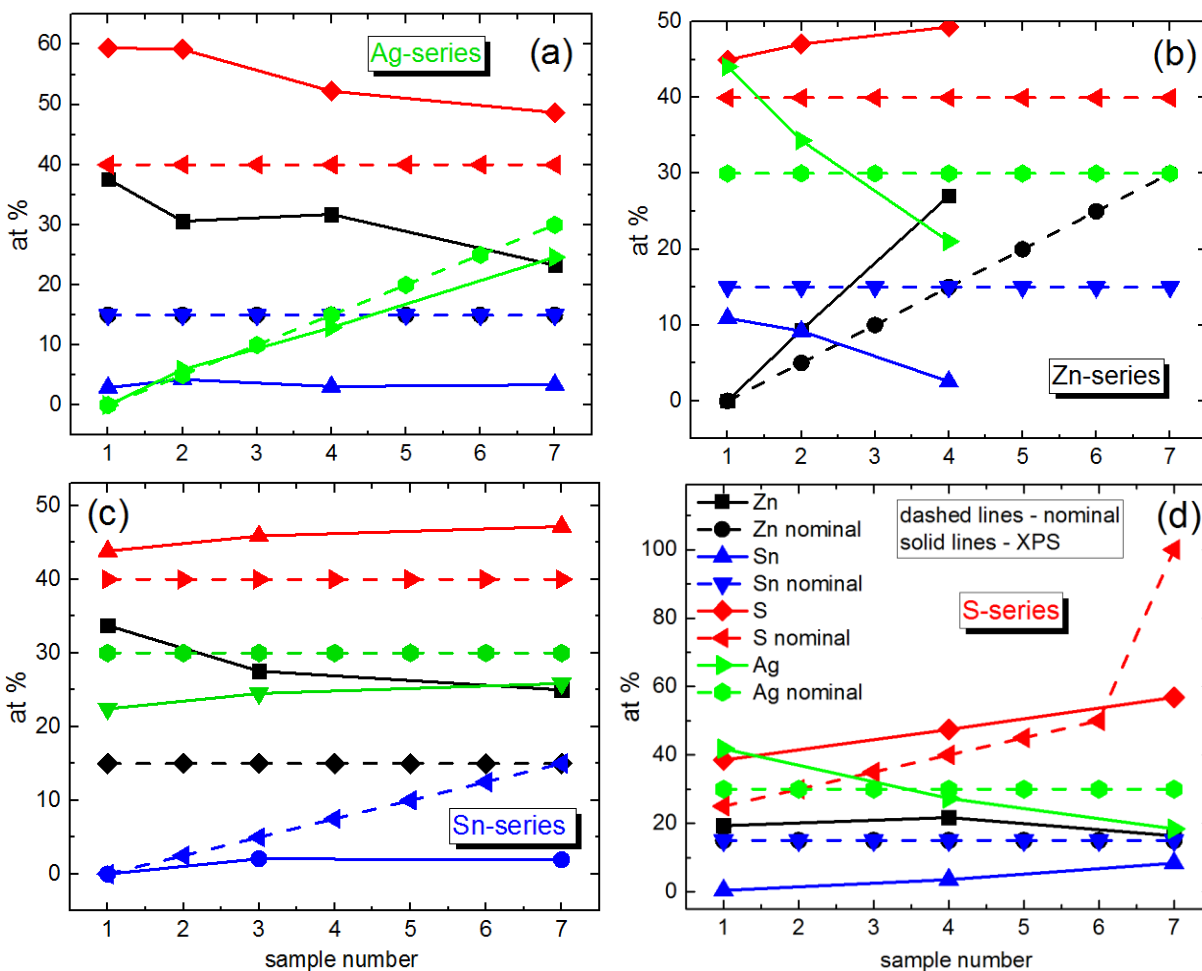 (a)
Ag-series
60
50
40
30
20
10
0
at %
1 2 3 4 5 6 7
(b)
50
40
30
20
10
0
at %
Zn-series
1 2 3 4 5 6 7
sample number
(c)
50
40
30
20
10
0
at %
Sn-series
1 2 3 4 5 6 7
sample number
(d)
Zn
Zn nominal
Sn
Sn nominal
S
S nominal
Ag
Ag nominal
dashed lines - nominal
solid lines - XPS
S-series
100
80
60
40
20
0
at %
1 2 3 4 5 6 7
sample number